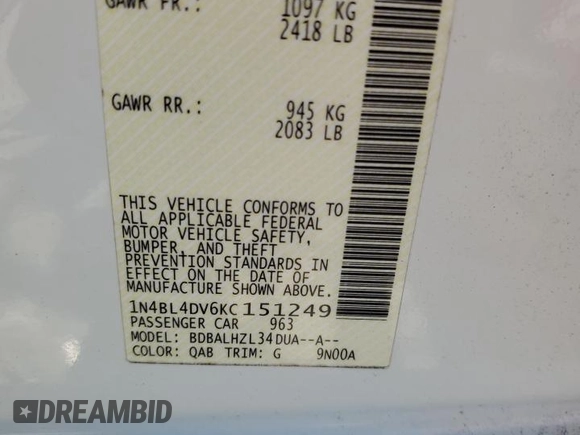 GAWR FR.: 1097 KG
2418 LB
GAWR RR.: 945 KG
2083 LB
THIS VEHICLE CONFORMS TO
ALL APPLICABLE FEDERAL
MOTOR VEHICLE SAFETY,
BUMPER, AND THEFT
PREVENTION STANDARDS IN
EFFECT ON THE DATE OF
MANUFACTURE SHOWN ABOVE.
1N4BL4DV6KC151249
PASSENGER CAR 963
MODEL: BDBALHZL34DUA--A--
COLOR: QAB TRIM: G 9N00A
DREAMBID